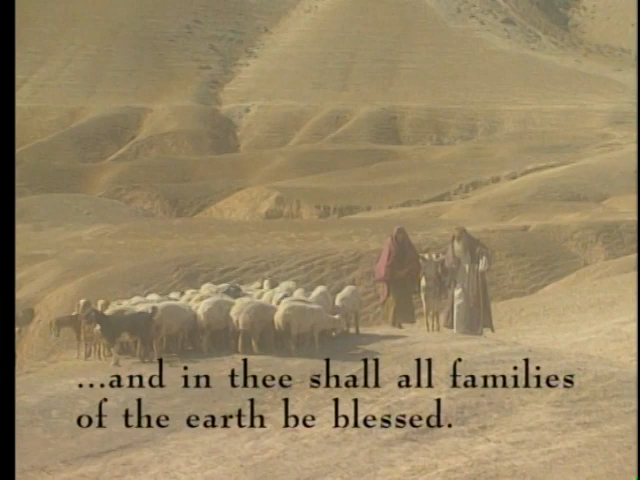 ...and in thee shall all families
of the earth be blessed.